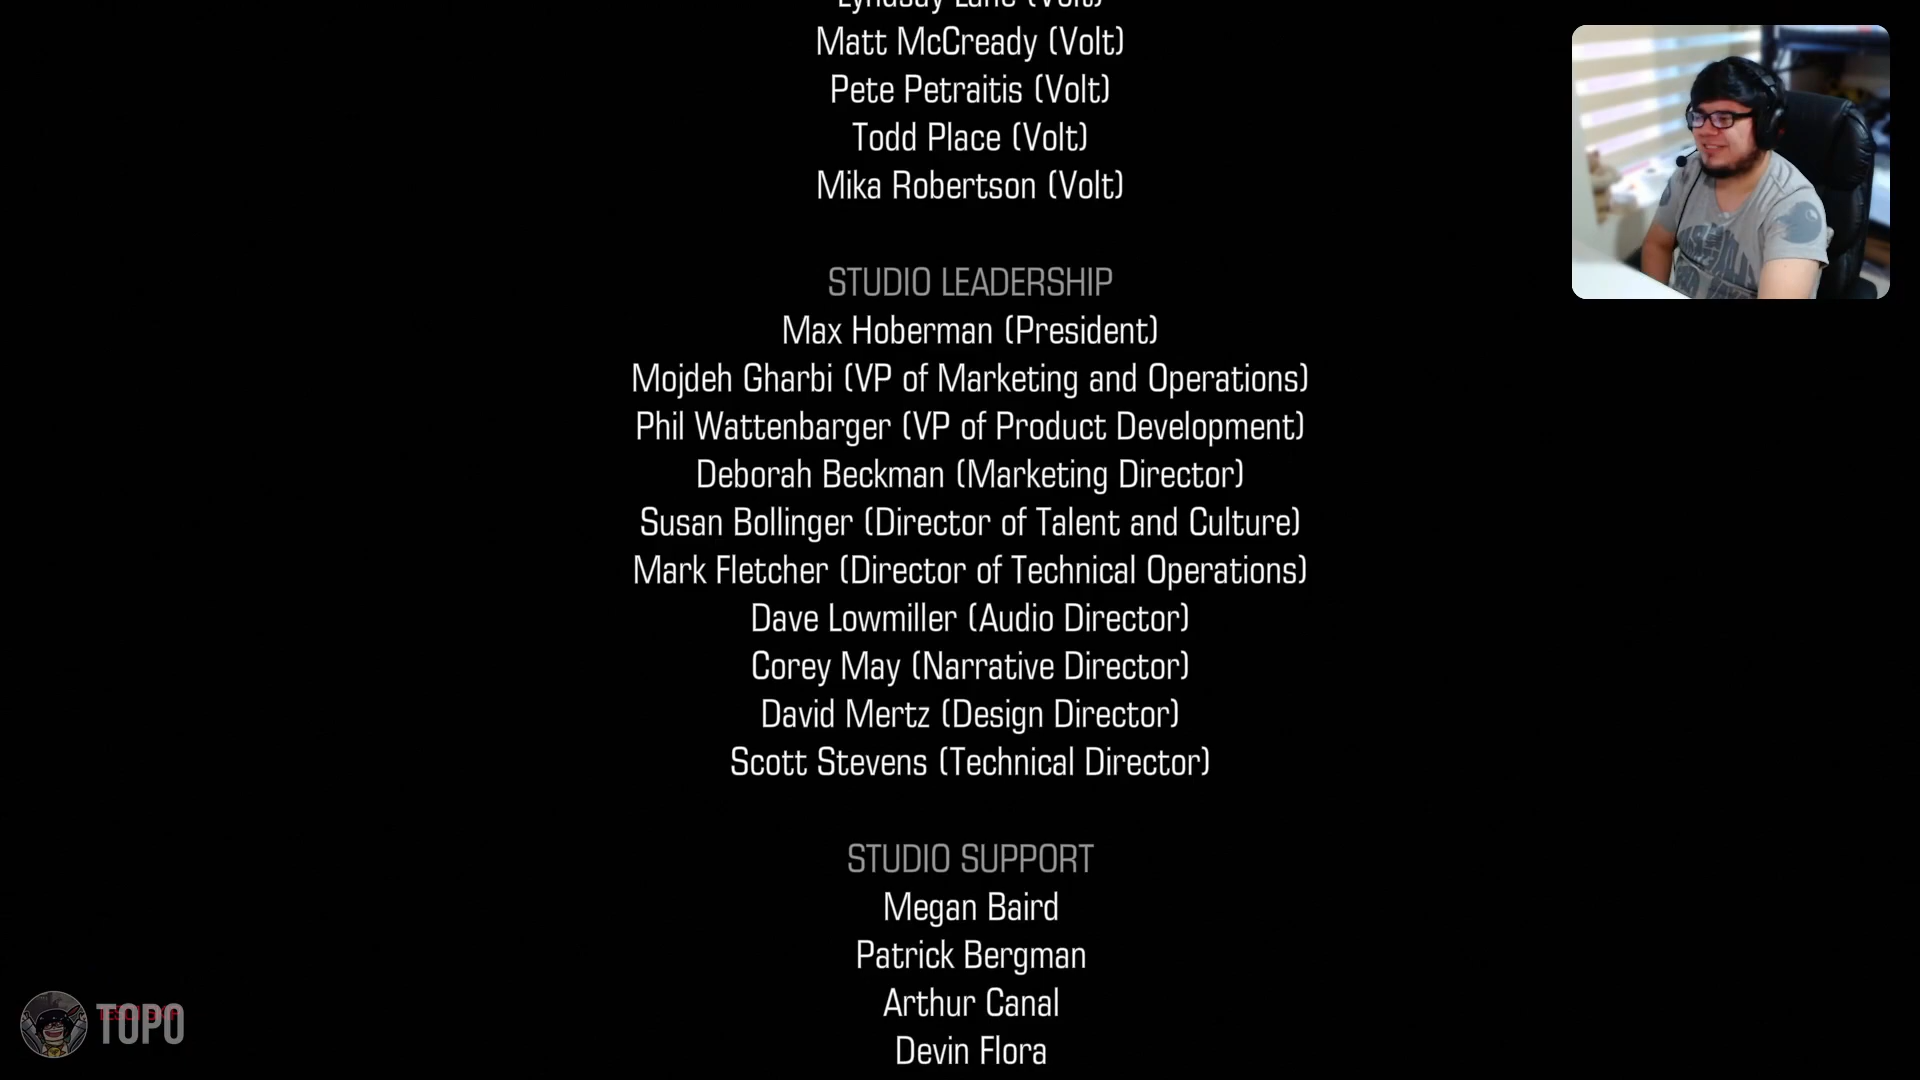 Lyndsay Lane (Volt)
Matt McCready (Volt)
Pete Petraitis (Volt)
Todd Place (Volt)
Mika Robertson (Volt)
STUDIO LEADERSHIP
Max Hoberman (President)
Mojdeh Gharbi (VP of Marketing and Operations)
Phil Wattenbarger (VP of Product Development)
Deborah Beckman (Marketing Director)
Susan Bollinger (Director of Talent and Culture)
Mark Fletcher (Director of Technical Operations)
Dave Lowmiller (Audio Director)
Corey May (Narrative Director)
David Mertz (Design Director)
Scott Stevens (Technical Director)
STUDIO SUPPORT
Megan Baird
Patrick Bergman
Arthur Canal
Devin Flora
TOPO